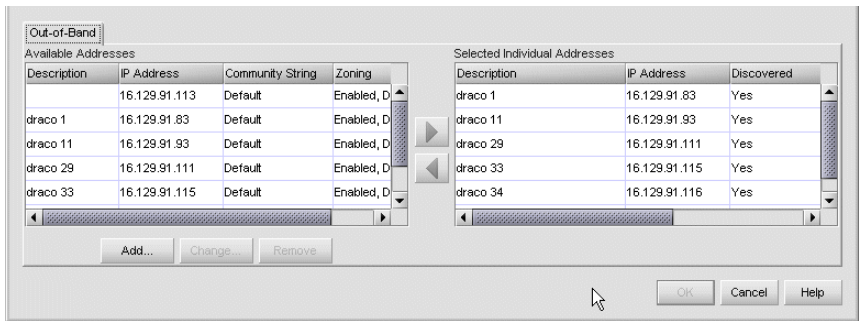 Out-of-Band
Available Addresses
Description IP Address Community String Zoning
16.129.91.113 Default Enabled, D
draco 1 16.129.91.83 Default Enabled, D
draco 11 16.129.91.93 Default Enabled, D
draco 29 16.129.91.111 Default Enabled, D
draco 33 16.129.91.115 Default Enabled, D
Add... Change... Remove
Selected Individual Addresses
Description IP Address Discovered
draco 1 16.129.91.83 Yes
draco 11 16.129.91.93 Yes
draco 29 16.129.91.111 Yes
draco 33 16.129.91.115 Yes
draco 34 16.129.91.116 Yes
OK Cancel Help